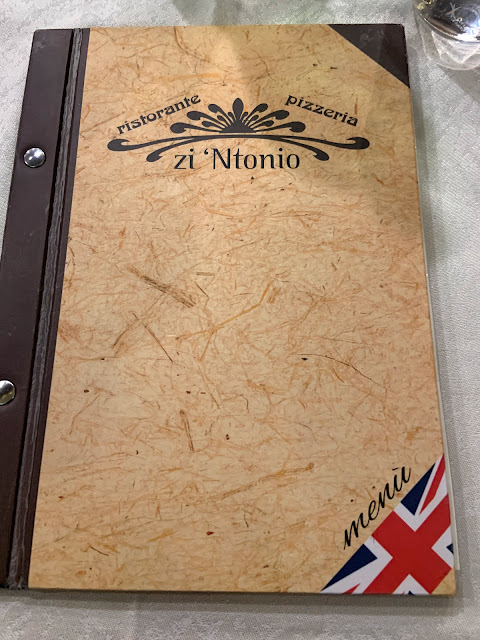 ristorante pizzeria
zi 'Ntonio
menù